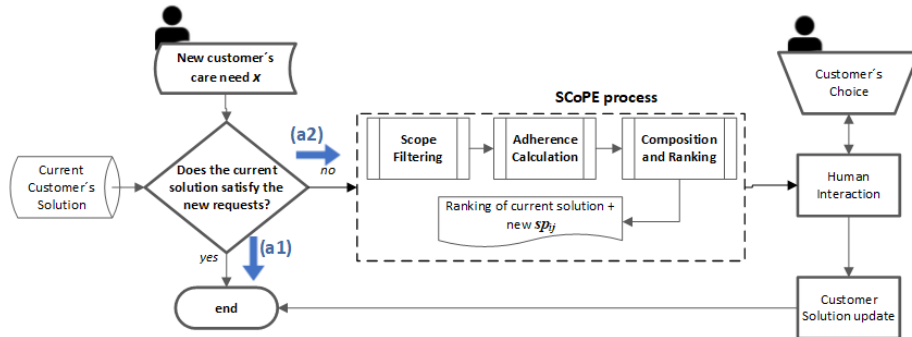 New customer´s
care need x
Customer´s
Choice
SCoPE process
(a2)
no
Scope
Filtering
Adherence
Calculation
Composition
and Ranking
Does the current
solution satisfy the
new requests?
Current
Customer´s
Solution
Human
Interaction
Ranking of current solution +
new sp_ij
(a1)
yes
end
Customer
Solution update